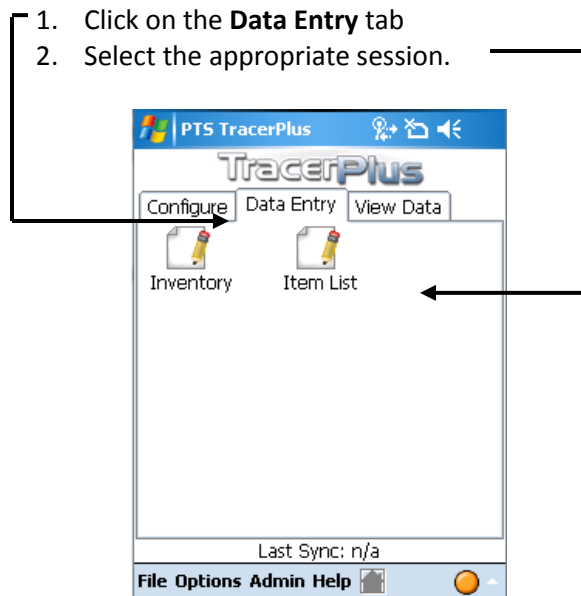 1. Click on the Data Entry tab
2. Select the appropriate session.
PTS TracerPlus
TracerPlus
Configure Data Entry View Data
Inventory Item List
Last Sync: n/a
File Options Admin Help